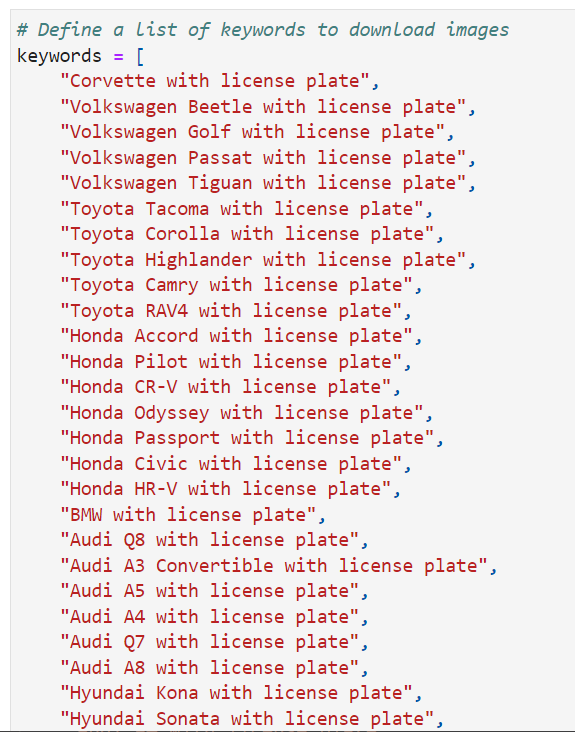 # Define a list of keywords to download images
keywords = [
    "Corvette with license plate",
    "Volkswagen Beetle with license plate",
    "Volkswagen Golf with license plate",
    "Volkswagen Passat with license plate",
    "Volkswagen Tiguan with license plate",
    "Toyota Tacoma with license plate",
    "Toyota Corolla with license plate",
    "Toyota Highlander with license plate",
    "Toyota Camry with license plate",
    "Toyota RAV4 with license plate",
    "Honda Accord with license plate",
    "Honda Pilot with license plate",
    "Honda CR-V with license plate",
    "Honda Odyssey with license plate",
    "Honda Passport with license plate",
    "Honda Civic with license plate",
    "Honda HR-V with license plate",
    "BMW with license plate",
    "Audi Q8 with license plate",
    "Audi A3 Convertible with license plate",
    "Audi A5 with license plate",
    "Audi A4 with license plate",
    "Audi Q7 with license plate",
    "Audi A8 with license plate",
    "Hyundai Kona with license plate",
    "Hyundai Sonata with license plate",